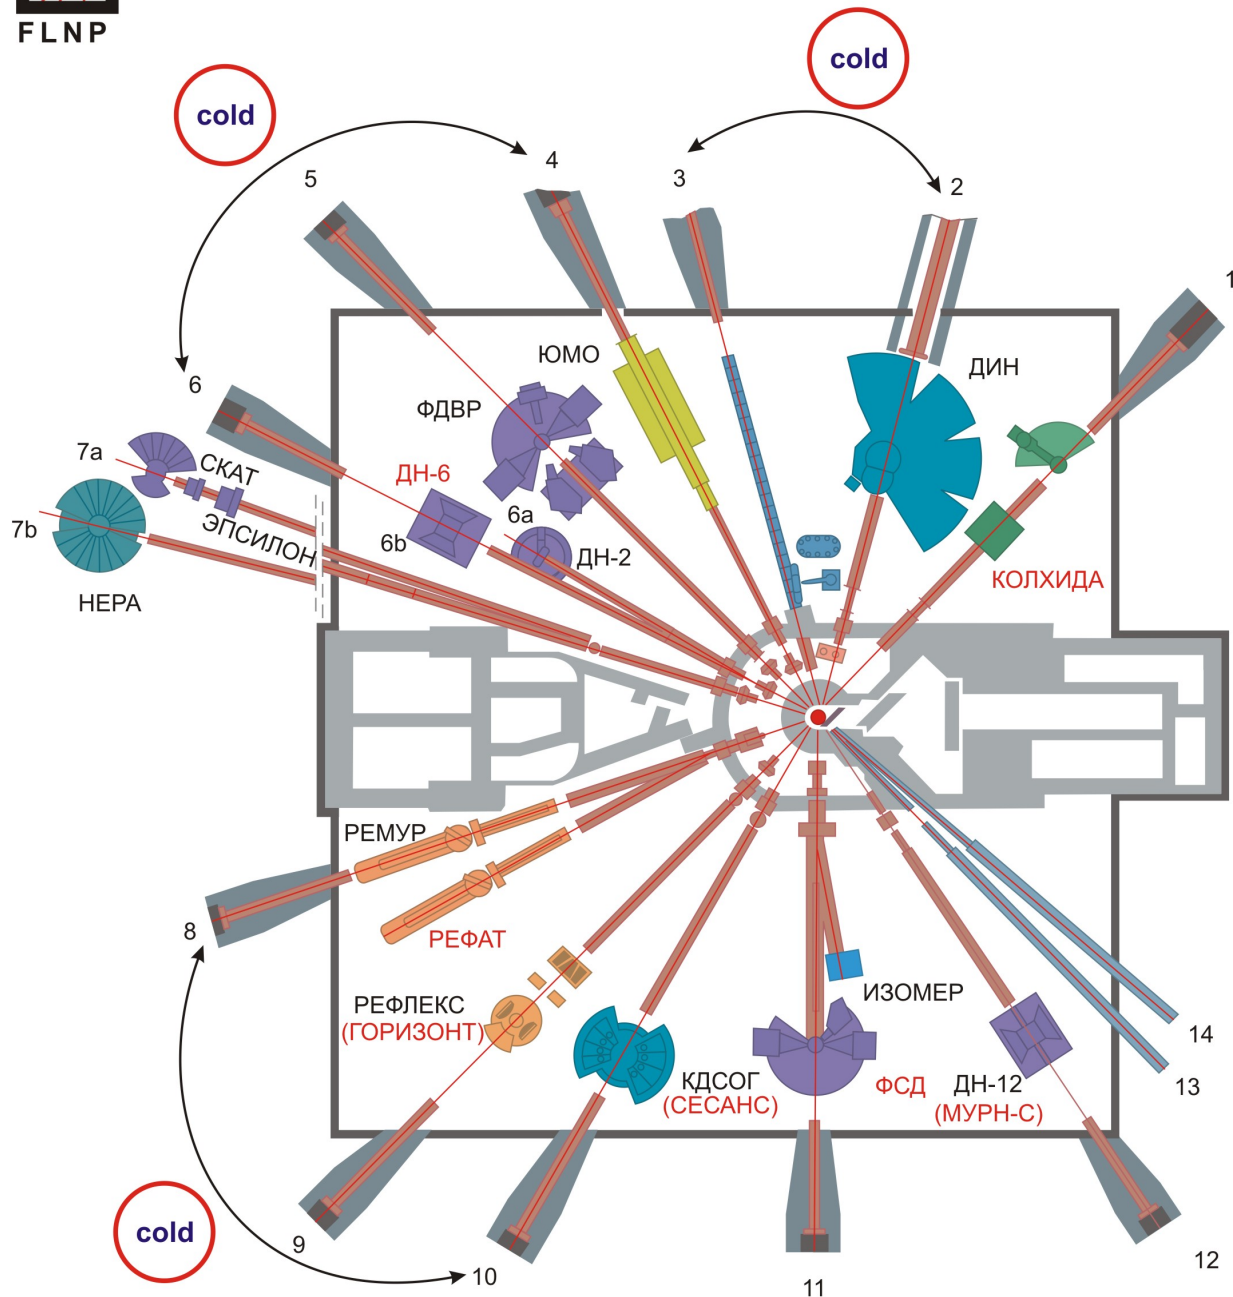 FLNP
cold
cold
4
3
2
5
1
ЮМО
ДИН
ФДВР
6
7a
СКАТ
ДН-6
6a
7b
ЭПСИЛОН
6b
ДН-2
КОЛХИДА
НЕРА
РЕМУР
8
РЕФАТ
РЕФЛЕКС
(ГОРИЗОНТ)
ИЗОМЕР
14
КДСОГ
(СЕСАНС)
ФСД
ДН-12
(МУРН-С)
13
cold
9
10
11
12